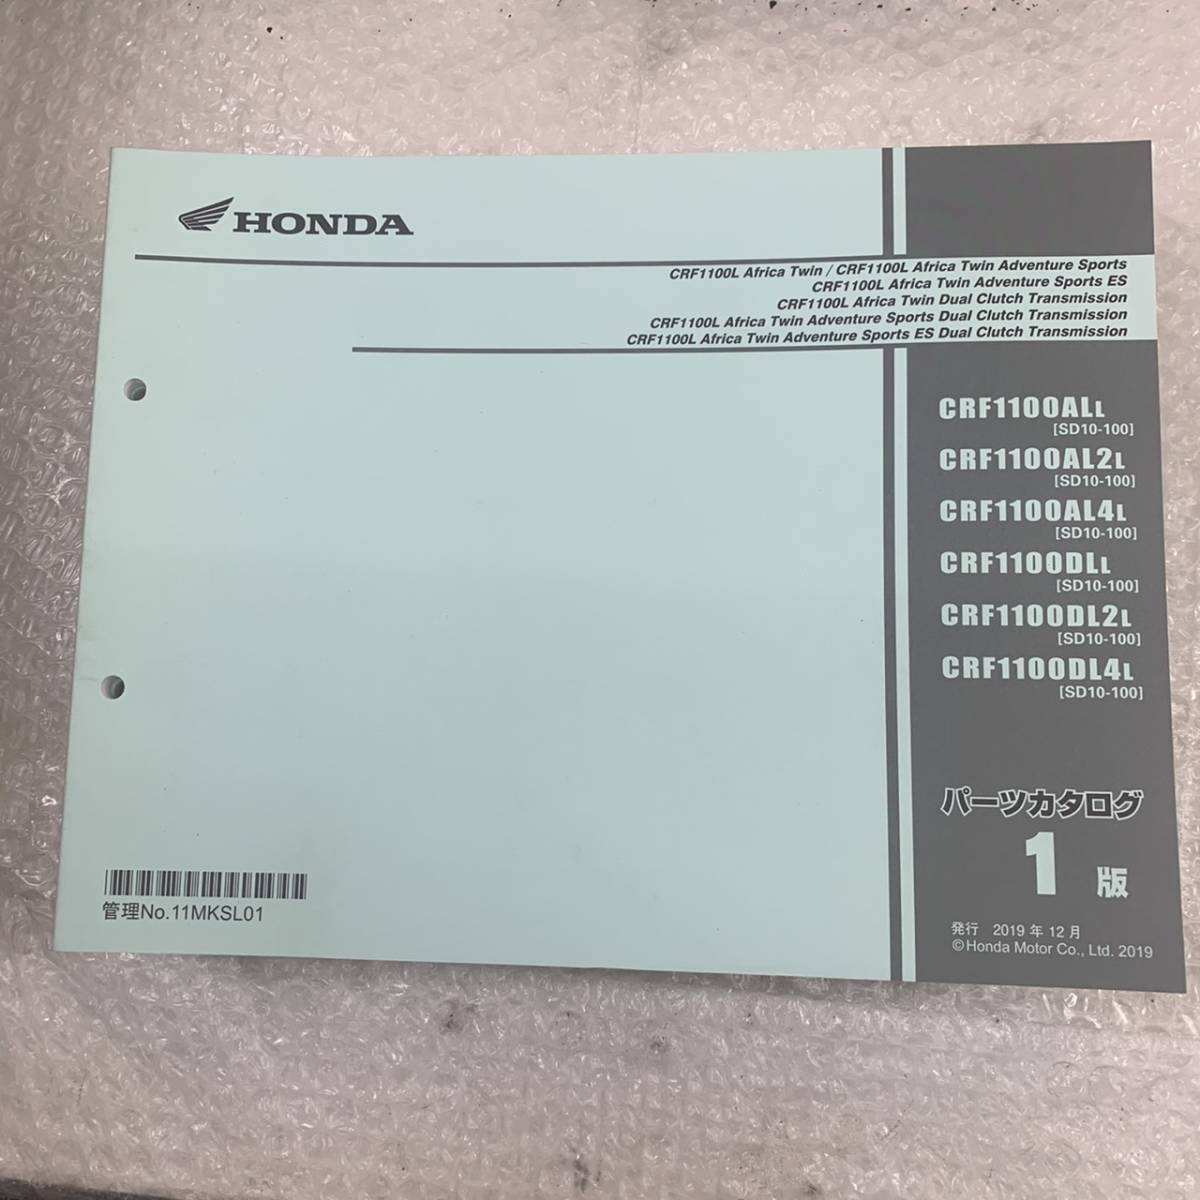 HONDA
CRF1100L Africa Twin / CRF1100L Africa Twin Adventure Sports
CRF1100L Africa Twin Adventure Sports ES
CRF1100L Africa Twin Dual Clutch Transmission
CRF1100L Africa Twin Adventure Sports Dual Clutch Transmission
CRF1100L Africa Twin Adventure Sports ES Dual Clutch Transmission
CRF1100ALL
[SD10-100]
CRF1100AL2L
[SD10-100]
CRF1100AL4L
[SD10-100]
CRF1100DLL
[SD10-100]
CRF1100DL2L
[SD10-100]
CRF1100DL4L
[SD10-100]
パーツカタログ
1 版
発行 2019 年 12 月
©Honda Motor Co., Ltd. 2019
管理No.11MKSL01